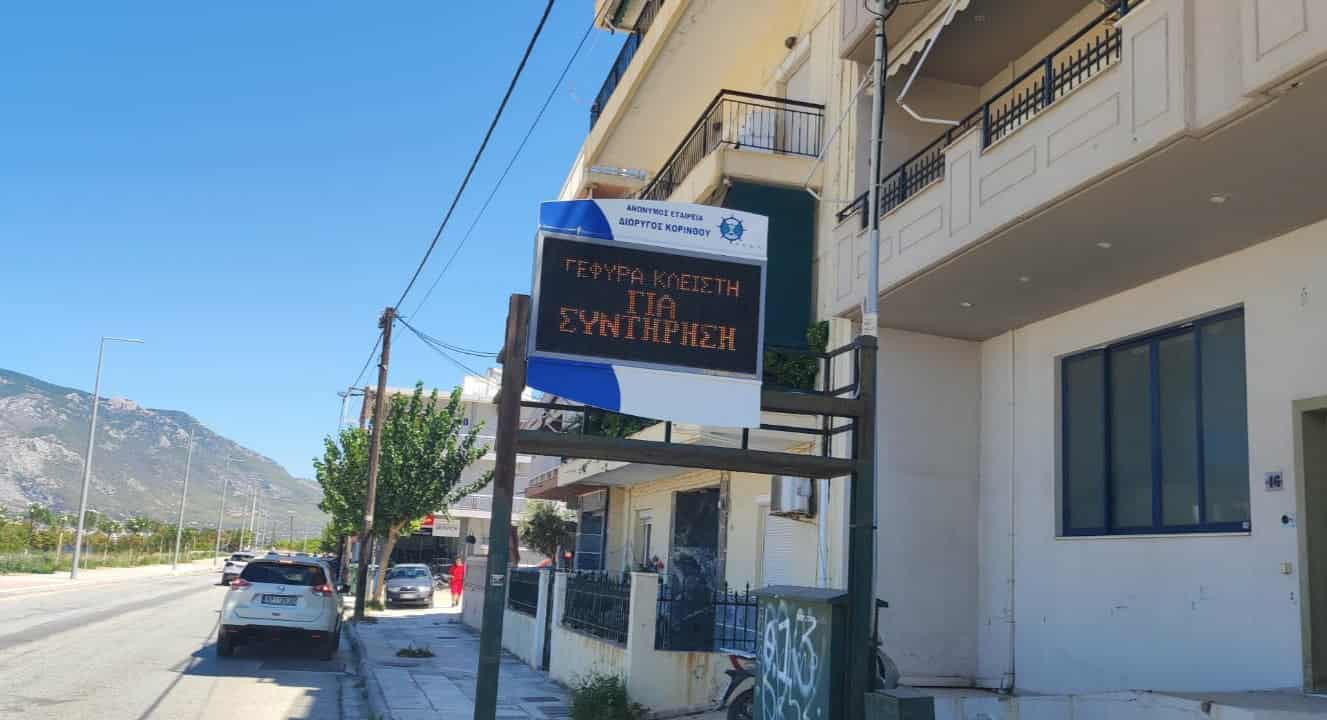 ΑΝΩΝΥΜΟΣ ΕΤΑΙΡΕΙΑ
ΔΙΩΡΥΓΟΣ ΚΟΡΙΝΘΟΥ
ΓΕΦΥΡΑ ΚΛΕΙΣΤΗ
ΓΙΑ
ΣΥΝΤΗΡΗΣΗ
46